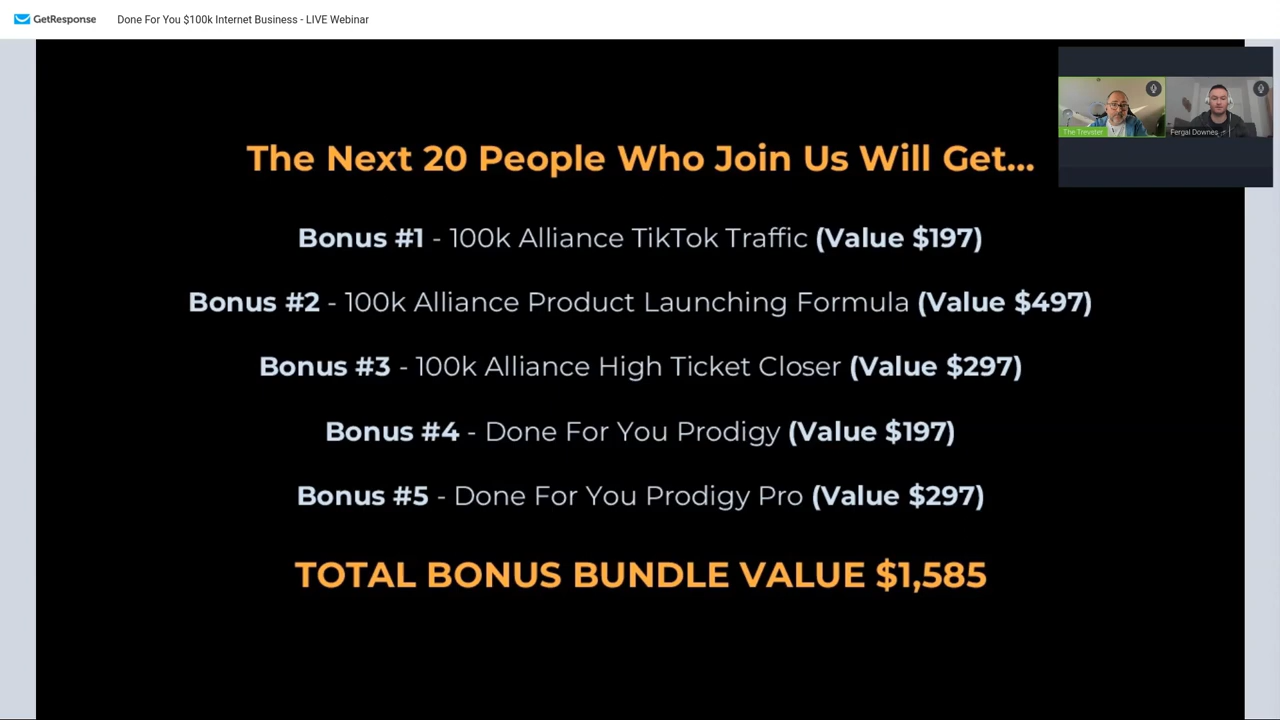 GetResponse
Done For You $100k Internet Business - LIVE Webinar
The Trevster
Fergal Downes
The Next 20 People Who Join Us Will Get...
Bonus #1 - 100k Alliance TikTok Traffic (Value $197)
Bonus #2 - 100k Alliance Product Launching Formula (Value $497)
Bonus #3 - 100k Alliance High Ticket Closer (Value $297)
Bonus #4 - Done For You Prodigy (Value $197)
Bonus #5 - Done For You Prodigy Pro (Value $297)
TOTAL BONUS BUNDLE VALUE $1,585